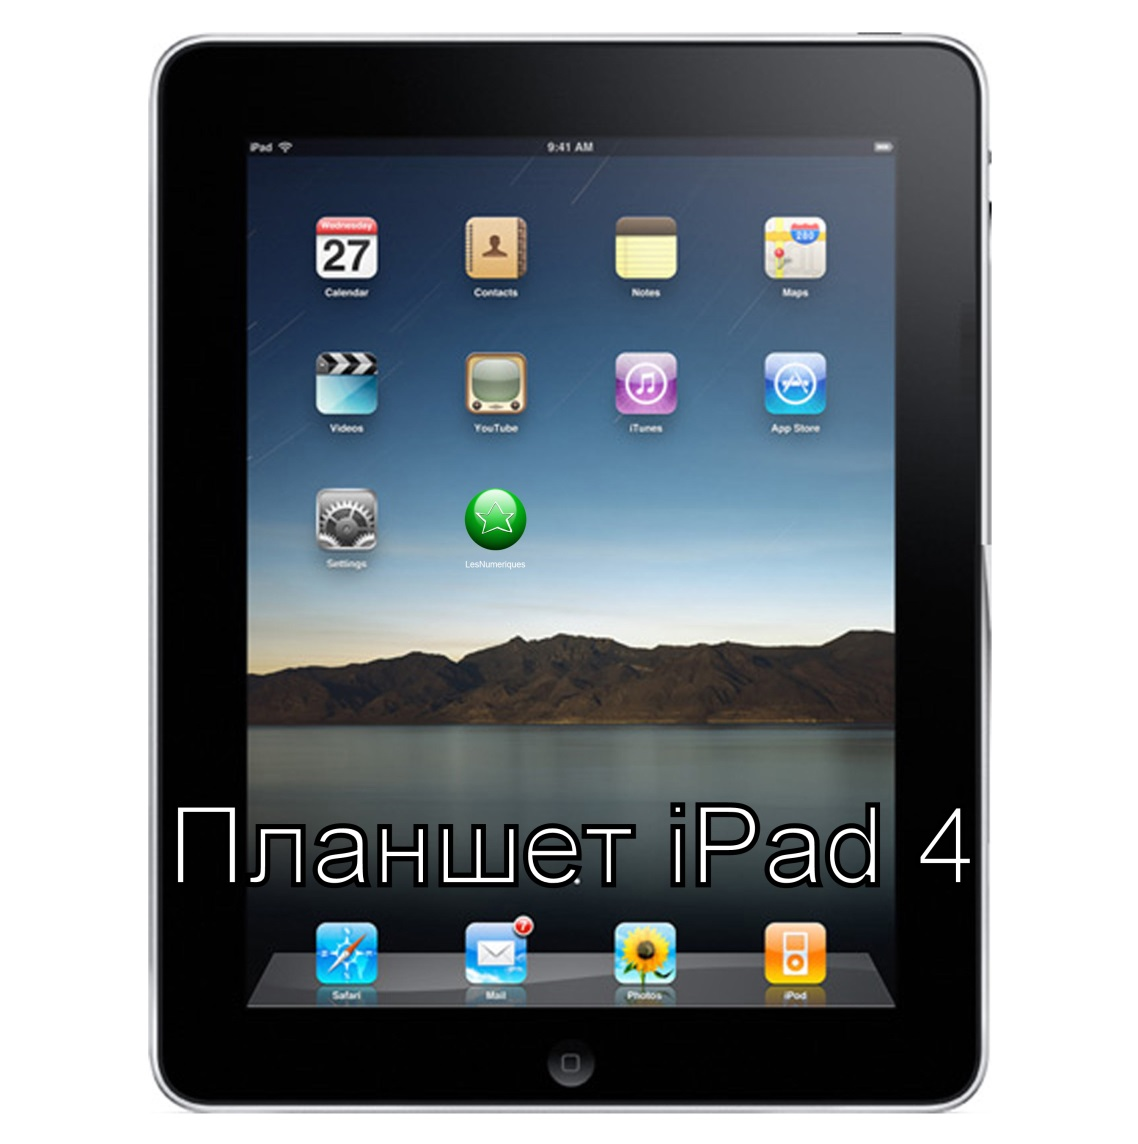 iPad 9:41 AM
Wednesday 280
27
Calendar Contacts Notes Maps
Videos YouTube iTunes App Store
Settings LesNumeriques
Планшет iPad 4
7
Safari Mail Photos iPod